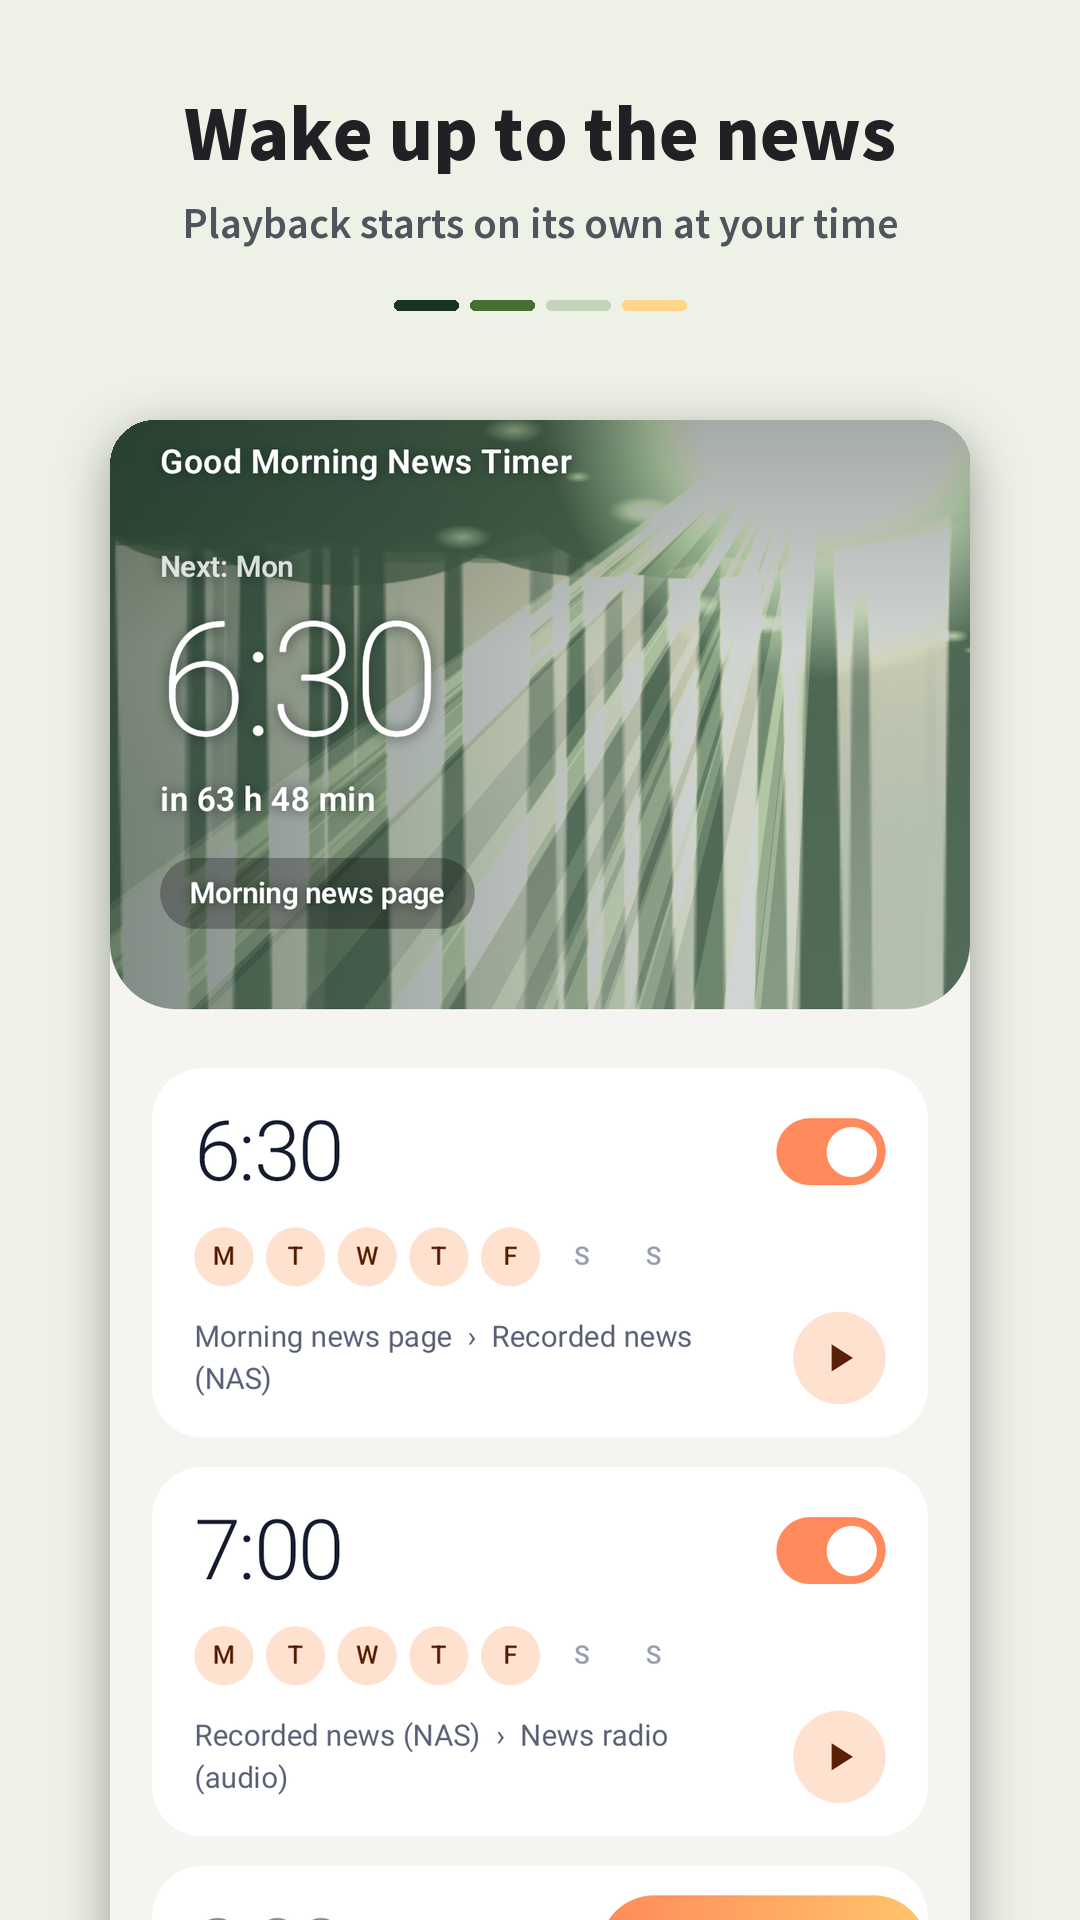 Wake up to the news
Playback starts on its own at your time
Good Morning News Timer
Next: Mon
6:30
in 63 h 48 min
Morning news page
6:30
M T W T F S S
Morning news page › Recorded news
(NAS)
7:00
M T W T F S S
Recorded news (NAS) › News radio
(audio)